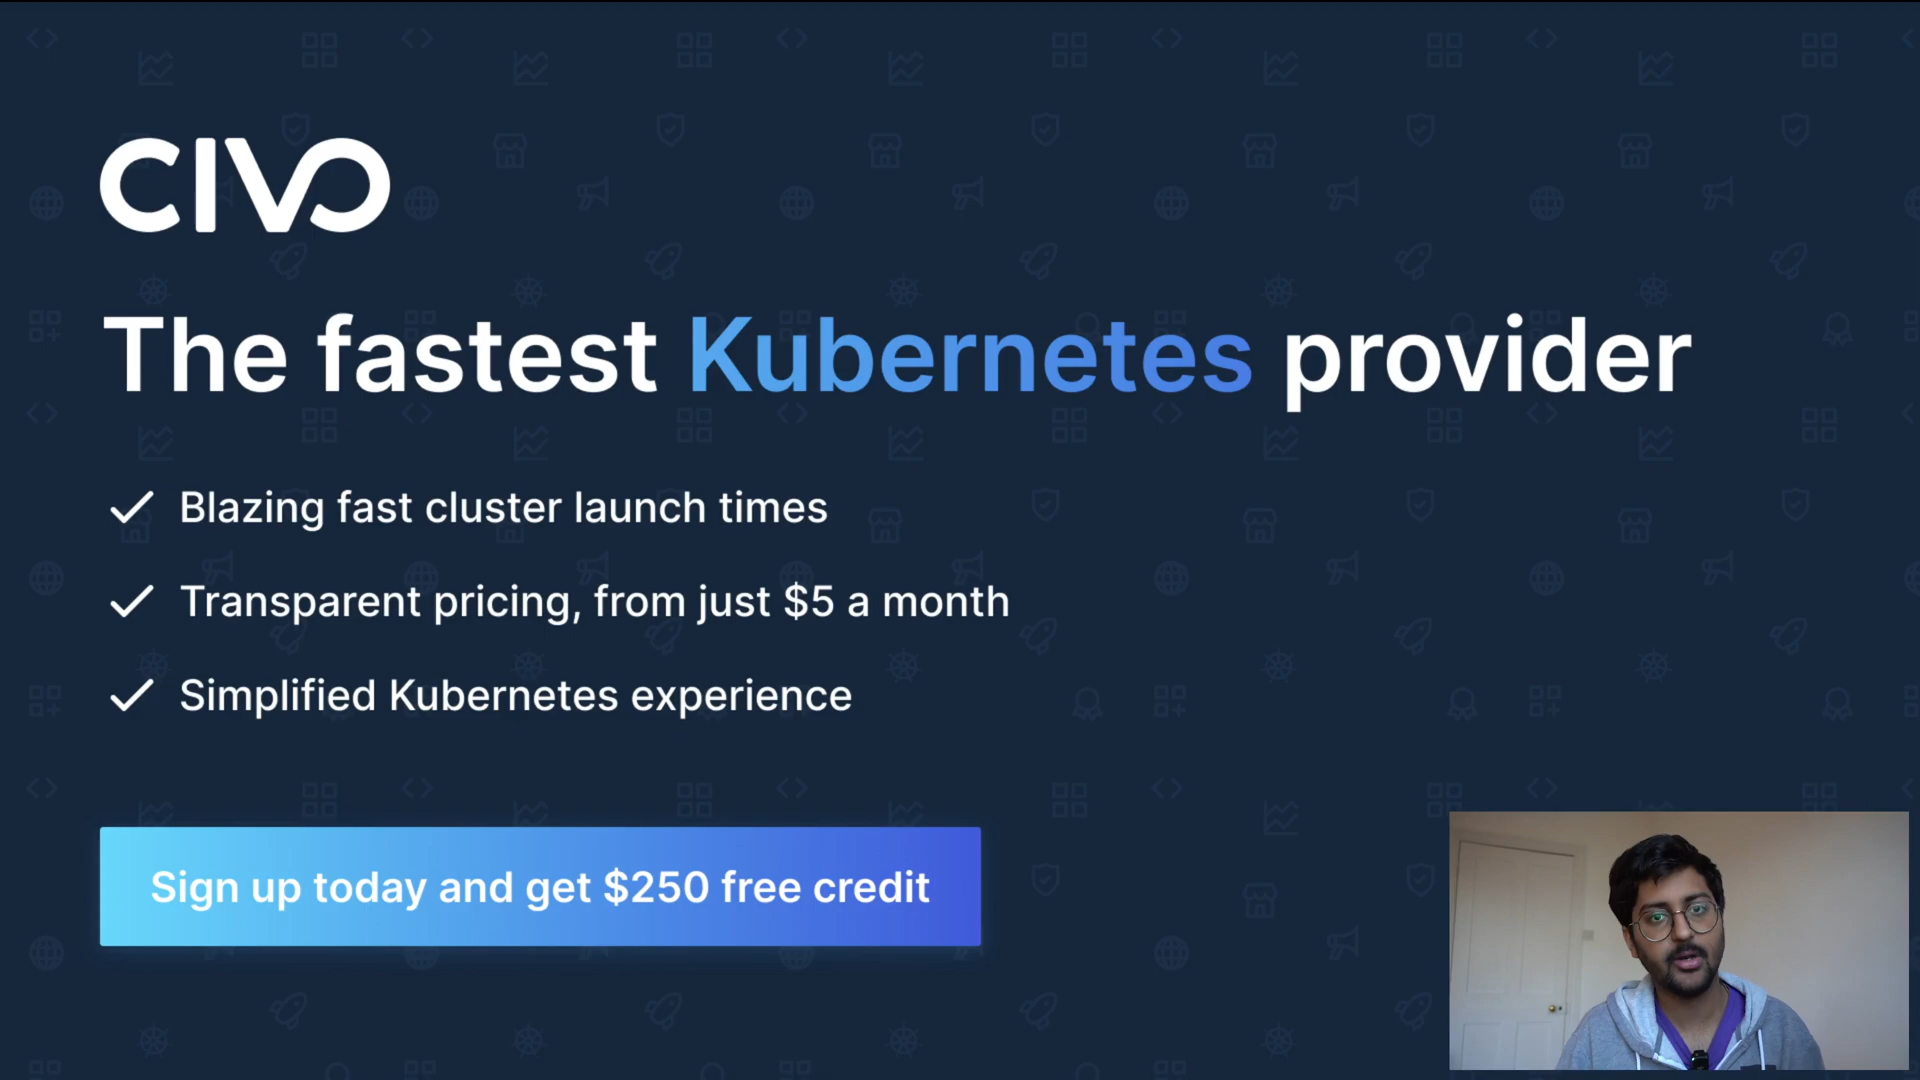 CIVO
The fastest Kubernetes provider
Blazing fast cluster launch times
Transparent pricing, from just $5 a month
Simplified Kubernetes experience
Sign up today and get $250 free credit